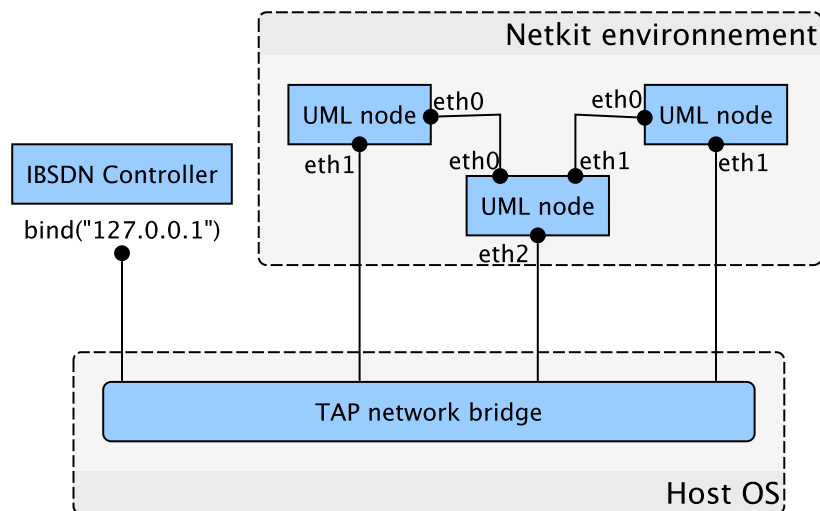 Netkit environnement
UML node
eth0
eth0
UML node
eth1
eth0
eth1
eth1
IBSDN Controller
UML node
bind("127.0.0.1")
eth2
TAP network bridge
Host OS